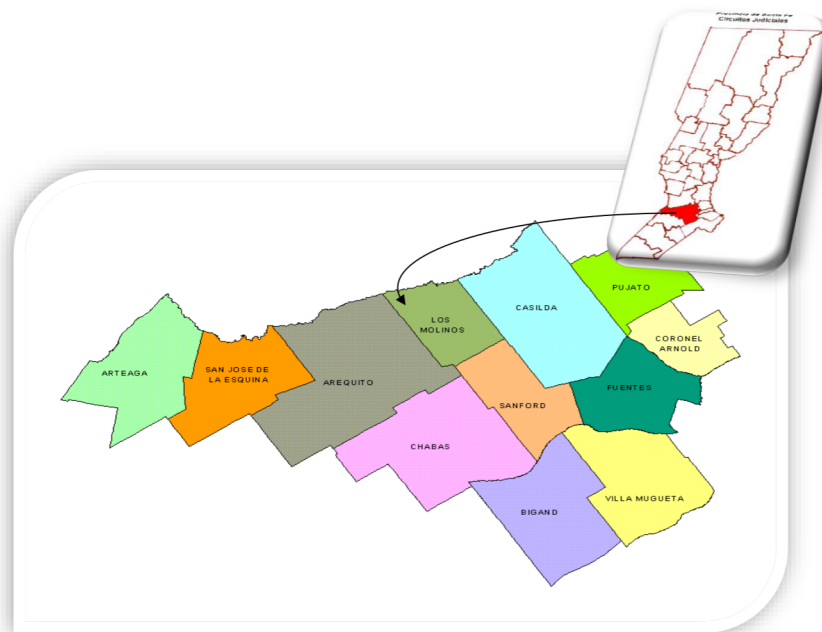 Provincia de Santa Fe
Circuitos Judiciales
PUJATO
CASILDA
LOS
MOLINOS
CORONEL
ARNOLD
ARTEAGA
SAN JOSE DE
LA ESQUINA
AREQUITO
FUENTES
SANFORD
CHABAS
VILLA MUGUETA
BIGAND